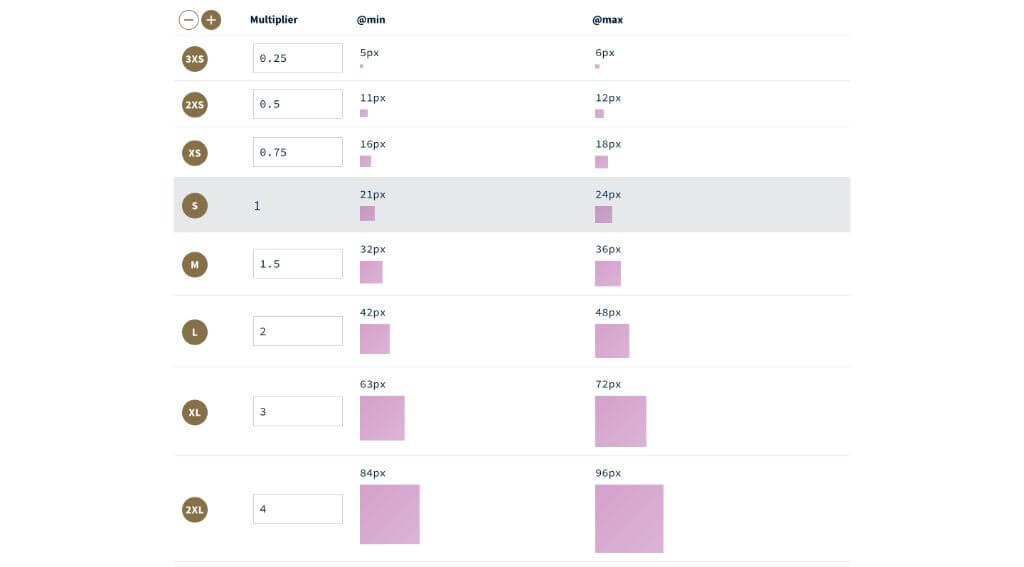 Multiplier @min @max
3XS 0.25 5px 6px
2XS 0.5 11px 12px
XS 0.75 16px 18px
S 1 21px 24px
M 1.5 32px 36px
L 2 42px 48px
XL 3 63px 72px
2XL 4 84px 96px